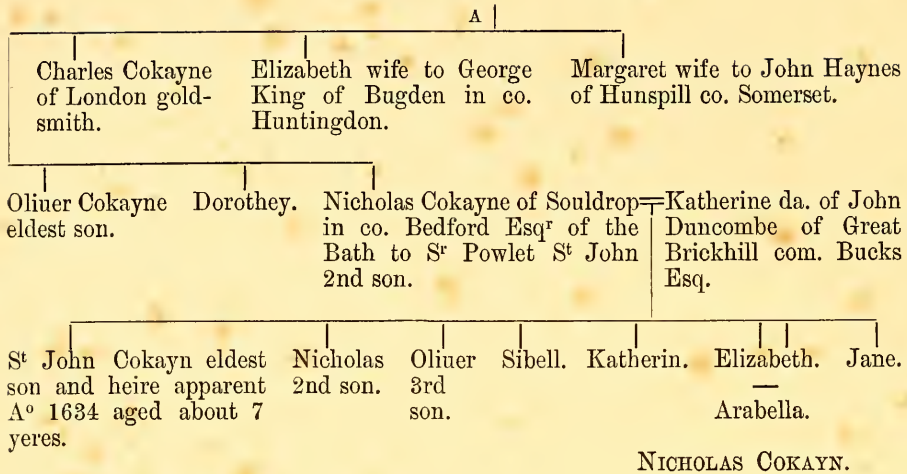 A
Charles Cokayne
of London gold-
smith.
Elizabeth wife to George
King of Bugden in co.
Huntingdon.
Margaret wife to John Haynes
of Hunspill co. Somerset.
Oliuer Cokayne
eldest son.
Dorothey.
Nicholas Cokayne of Souldrop
in co. Bedford Esqʳ of the
Bath to Sʳ Powlet Sᵗ John
2nd son.
Katherine da. of John
Duncombe of Great
Brickhill com. Bucks
Esq.
Sᵗ John Cokayn eldest
son and heire apparent
Aᵒ 1634 aged about 7
yeres.
Nicholas
2nd son.
Oliuer
3rd
son.
Sibell.
Katherin.
Elizabeth.
Arabella.
Jane.
NICHOLAS COKAYN.